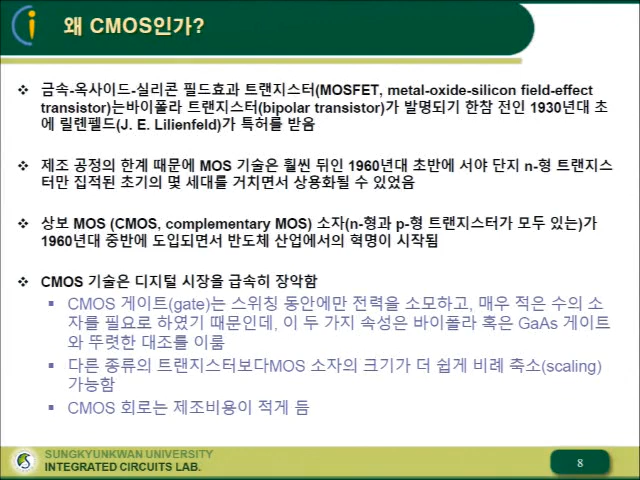 왜 CMOS인가?
❖ 금속-옥사이드-실리콘 필드효과 트랜지스터(MOSFET, metal-oxide-silicon field-effect
transistor)는바이폴라 트랜지스터(bipolar transistor)가 발명되기 한참 전인 1930년대 초
에 릴렌펠드(J. E. Lilienfeld)가 특허를 받음
❖ 제조 공정의 한계 때문에 MOS 기술은 훨씬 뒤인 1960년대 초반에 서야 단지 n-형 트랜지스
터만 집적된 초기의 몇 세대를 거치면서 상용화될 수 있었음
❖ 상보 MOS (CMOS, complementary MOS) 소자(n-형과 p-형 트랜지스터가 모두 있는)가
1960년대 중반에 도입되면서 반도체 산업에서의 혁명이 시작됨
❖ CMOS 기술은 디지털 시장을 급속히 장악함
▪ CMOS 게이트(gate)는 스위칭 동안에만 전력을 소모하고, 매우 적은 수의 소
자를 필요로 하였기 때문인데, 이 두 가지 속성은 바이폴라 혹은 GaAs 게이트
와 뚜렷한 대조를 이룸
▪ 다른 종류의 트랜지스터보다MOS 소자의 크기가 더 쉽게 비례 축소(scaling)
가능함
▪ CMOS 회로는 제조비용이 적게 듬
SUNGKYUNKWAN UNIVERSITY
INTEGRATED CIRCUITS LAB.
8